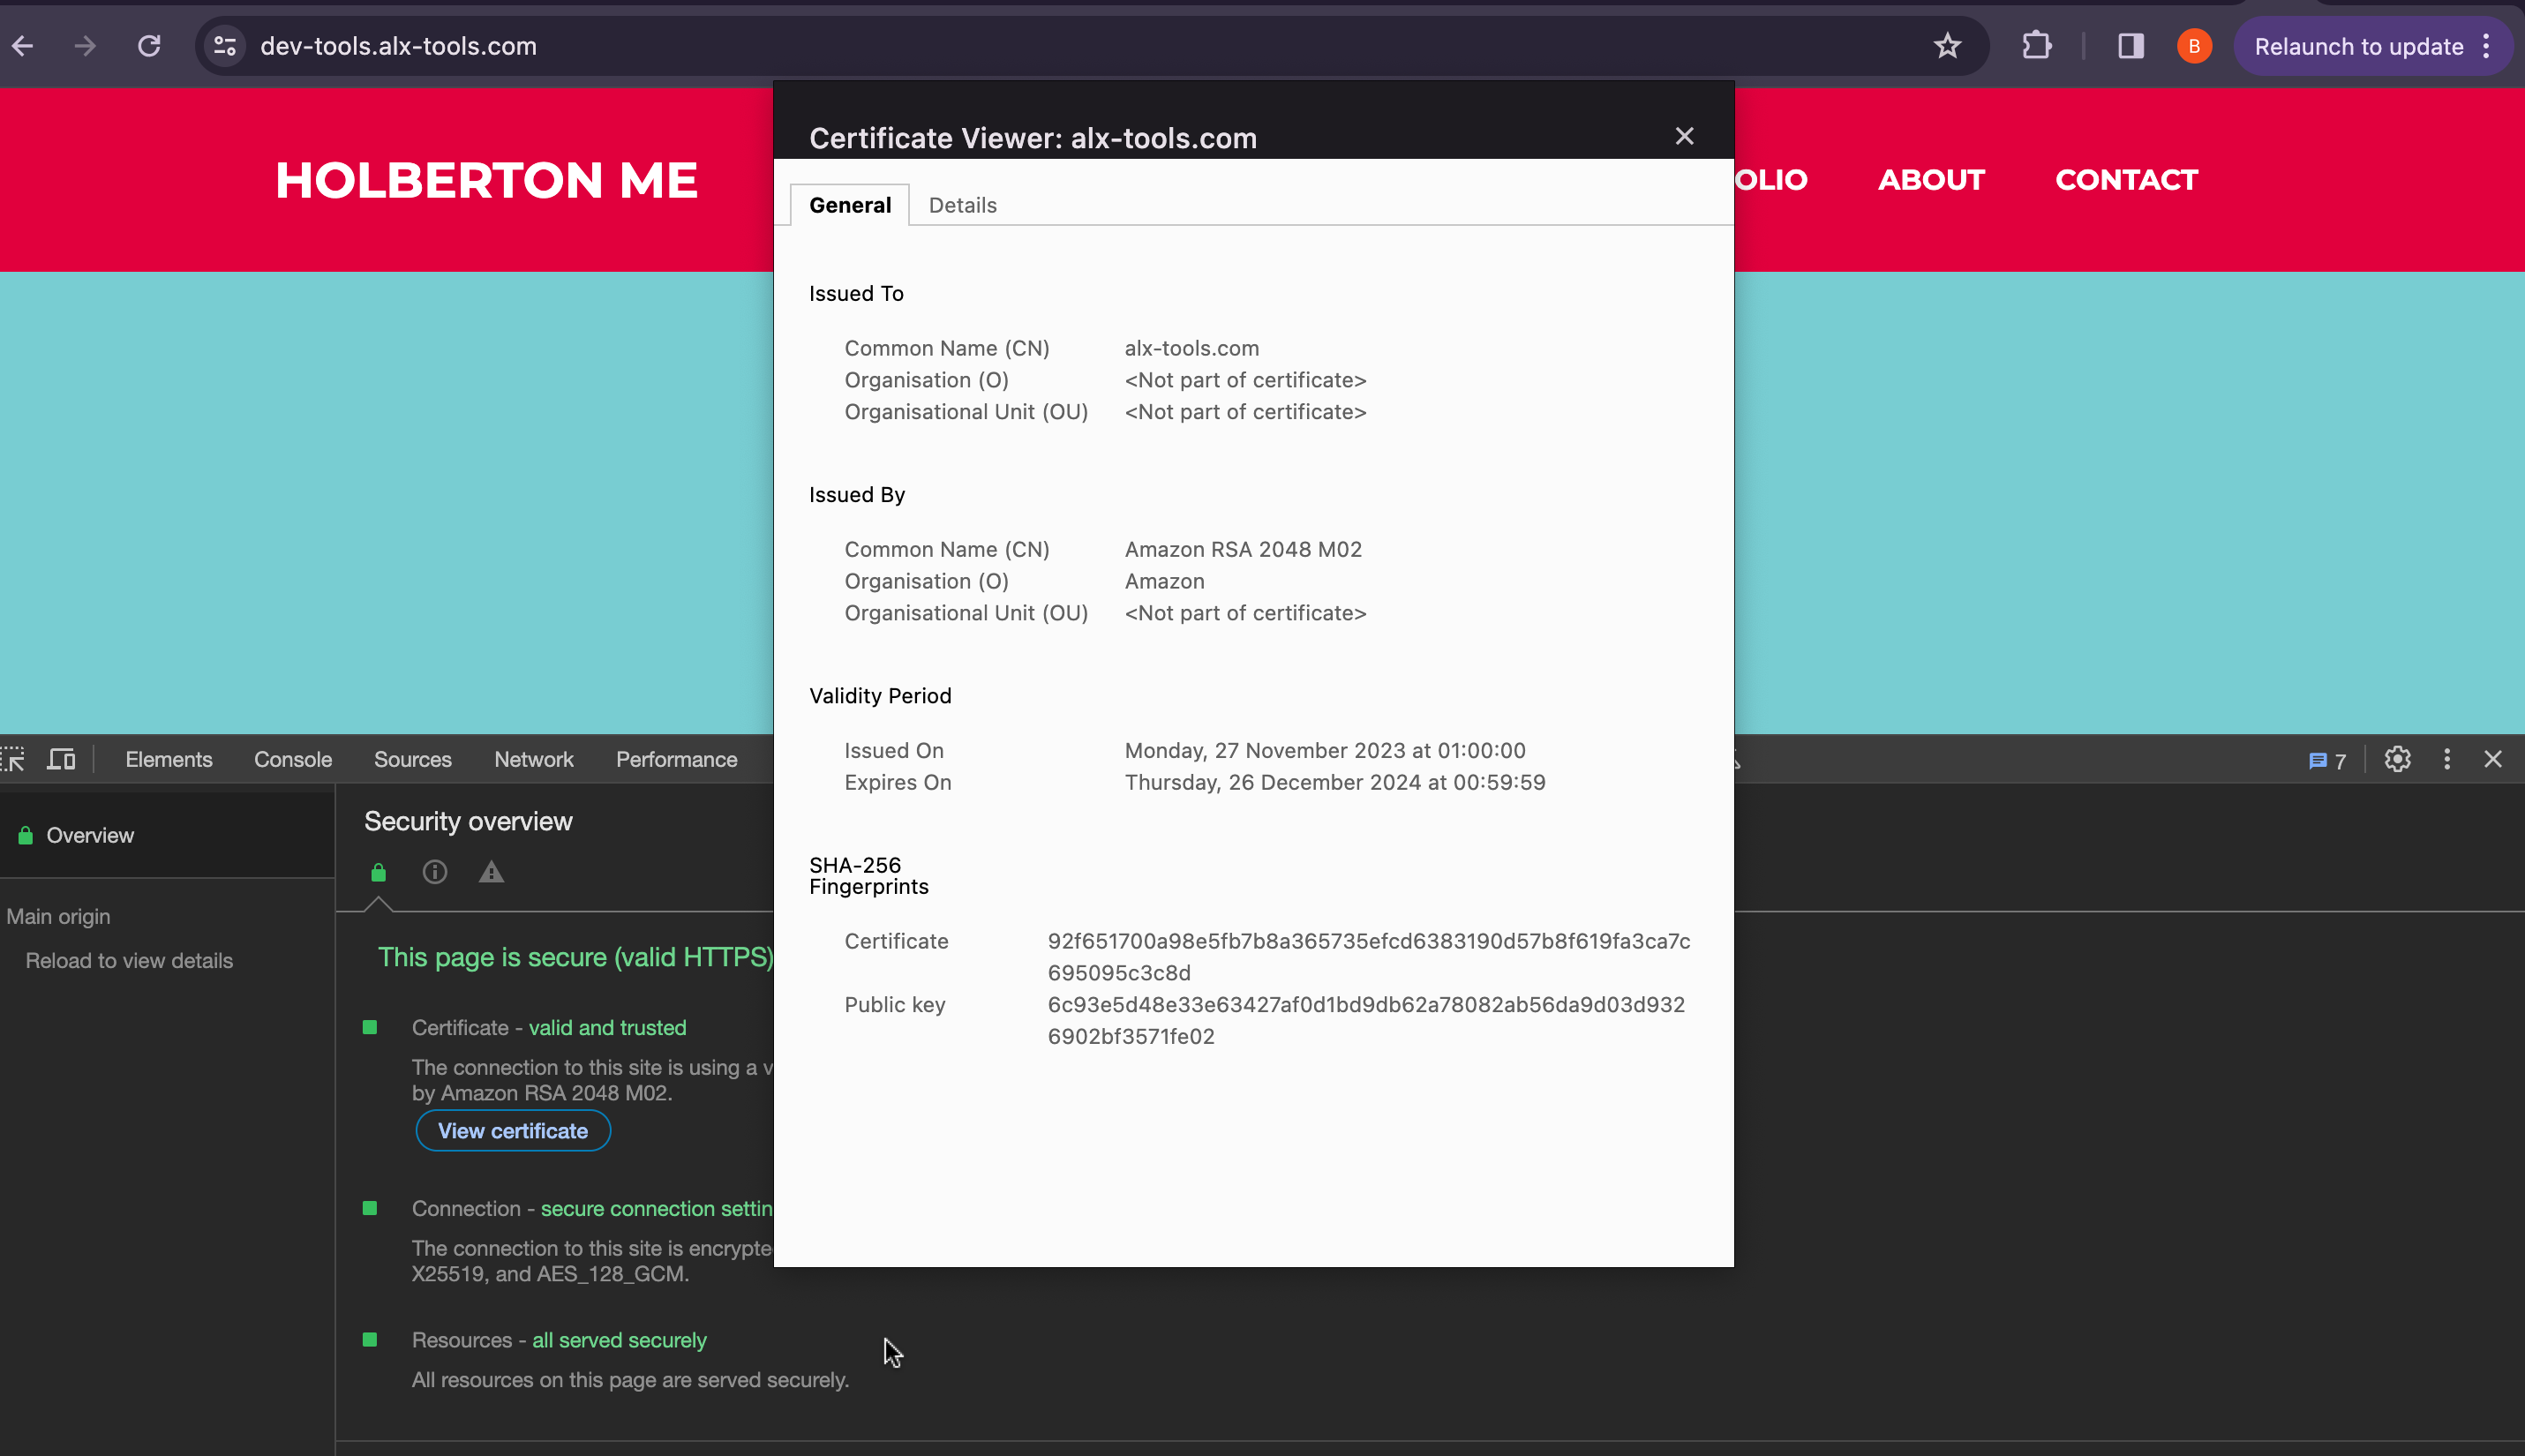 dev-tools.alx-tools.com
B
Relaunch to update
HOLBERTON ME
OLIO
ABOUT
CONTACT
Certificate Viewer: alx-tools.com
General
Details
Issued To
Common Name (CN) alx-tools.com
Organisation (O) <Not part of certificate>
Organisational Unit (OU) <Not part of certificate>
Issued By
Common Name (CN) Amazon RSA 2048 M02
Organisation (O) Amazon
Organisational Unit (OU) <Not part of certificate>
Validity Period
Issued On Monday, 27 November 2023 at 01:00:00
Expires On Thursday, 26 December 2024 at 00:59:59
SHA-256
Fingerprints
Certificate 92f651700a98e5fb7b8a365735efcd6383190d57b8f619fa3ca7c
695095c3c8d
Public key 6c93e5d48e33e63427af0d1bd9db62a78082ab56da9d03d932
6902bf3571fe02
Elements Console Sources Network Performance
7
Overview
Main origin
Reload to view details
Security overview
This page is secure (valid HTTPS)
Certificate - valid and trusted
The connection to this site is using a v
by Amazon RSA 2048 M02.
View certificate
Connection - secure connection settin
The connection to this site is encrypte
X25519, and AES_128_GCM.
Resources - all served securely
All resources on this page are served securely.